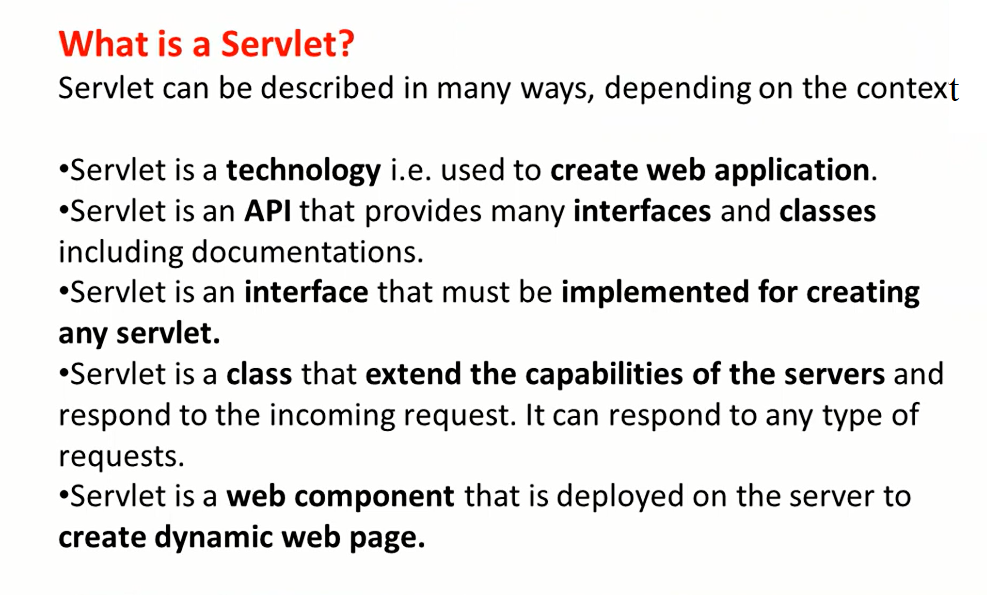 What is a Servlet?
Servlet can be described in many ways, depending on the context
•Servlet is a technology i.e. used to create web application.
•Servlet is an API that provides many interfaces and classes
including documentations.
•Servlet is an interface that must be implemented for creating
any servlet.
•Servlet is a class that extend the capabilities of the servers and
respond to the incoming request. It can respond to any type of
requests.
•Servlet is a web component that is deployed on the server to
create dynamic web page.